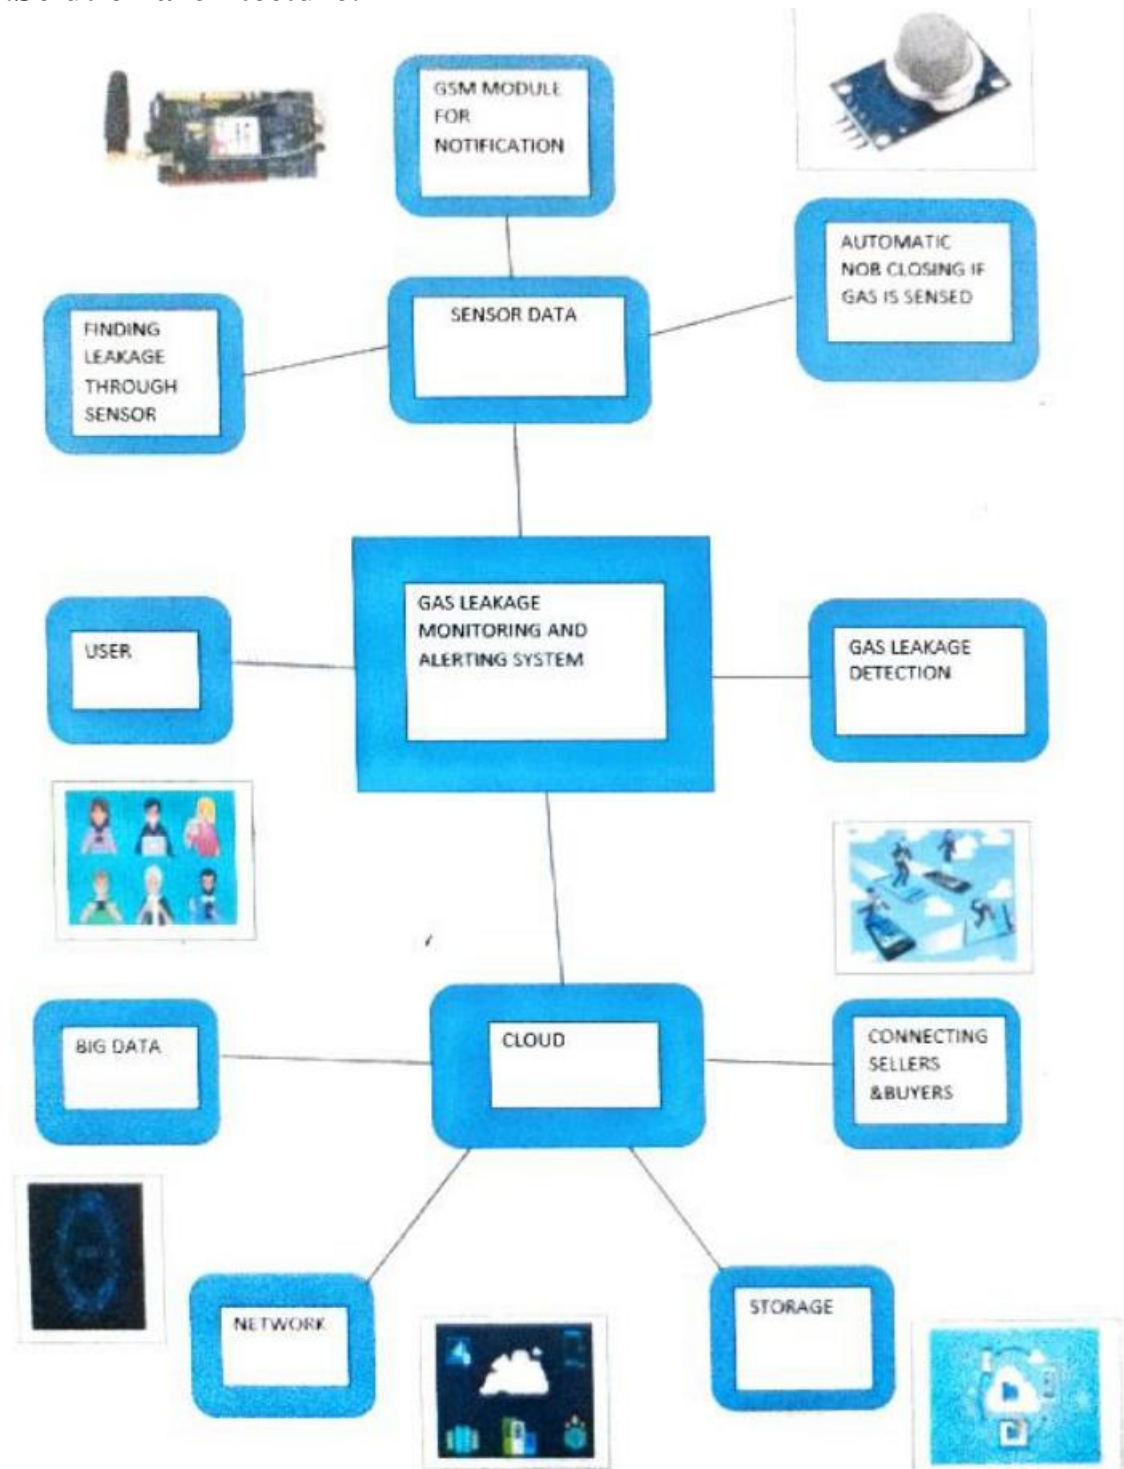 GSM MODULE
FOR
NOTIFICATION
AUTOMATIC
NOB CLOSING IF
GAS IS SENSED
SENSOR DATA
FINDING
LEAKAGE
THROUGH
SENSOR
GAS LEAKAGE
MONITORING AND
ALERTING SYSTEM
USER
GAS LEAKAGE
DETECTION
BIG DATA
CLOUD
CONNECTING
SELLERS
&BUYERS
NETWORK
STORAGE